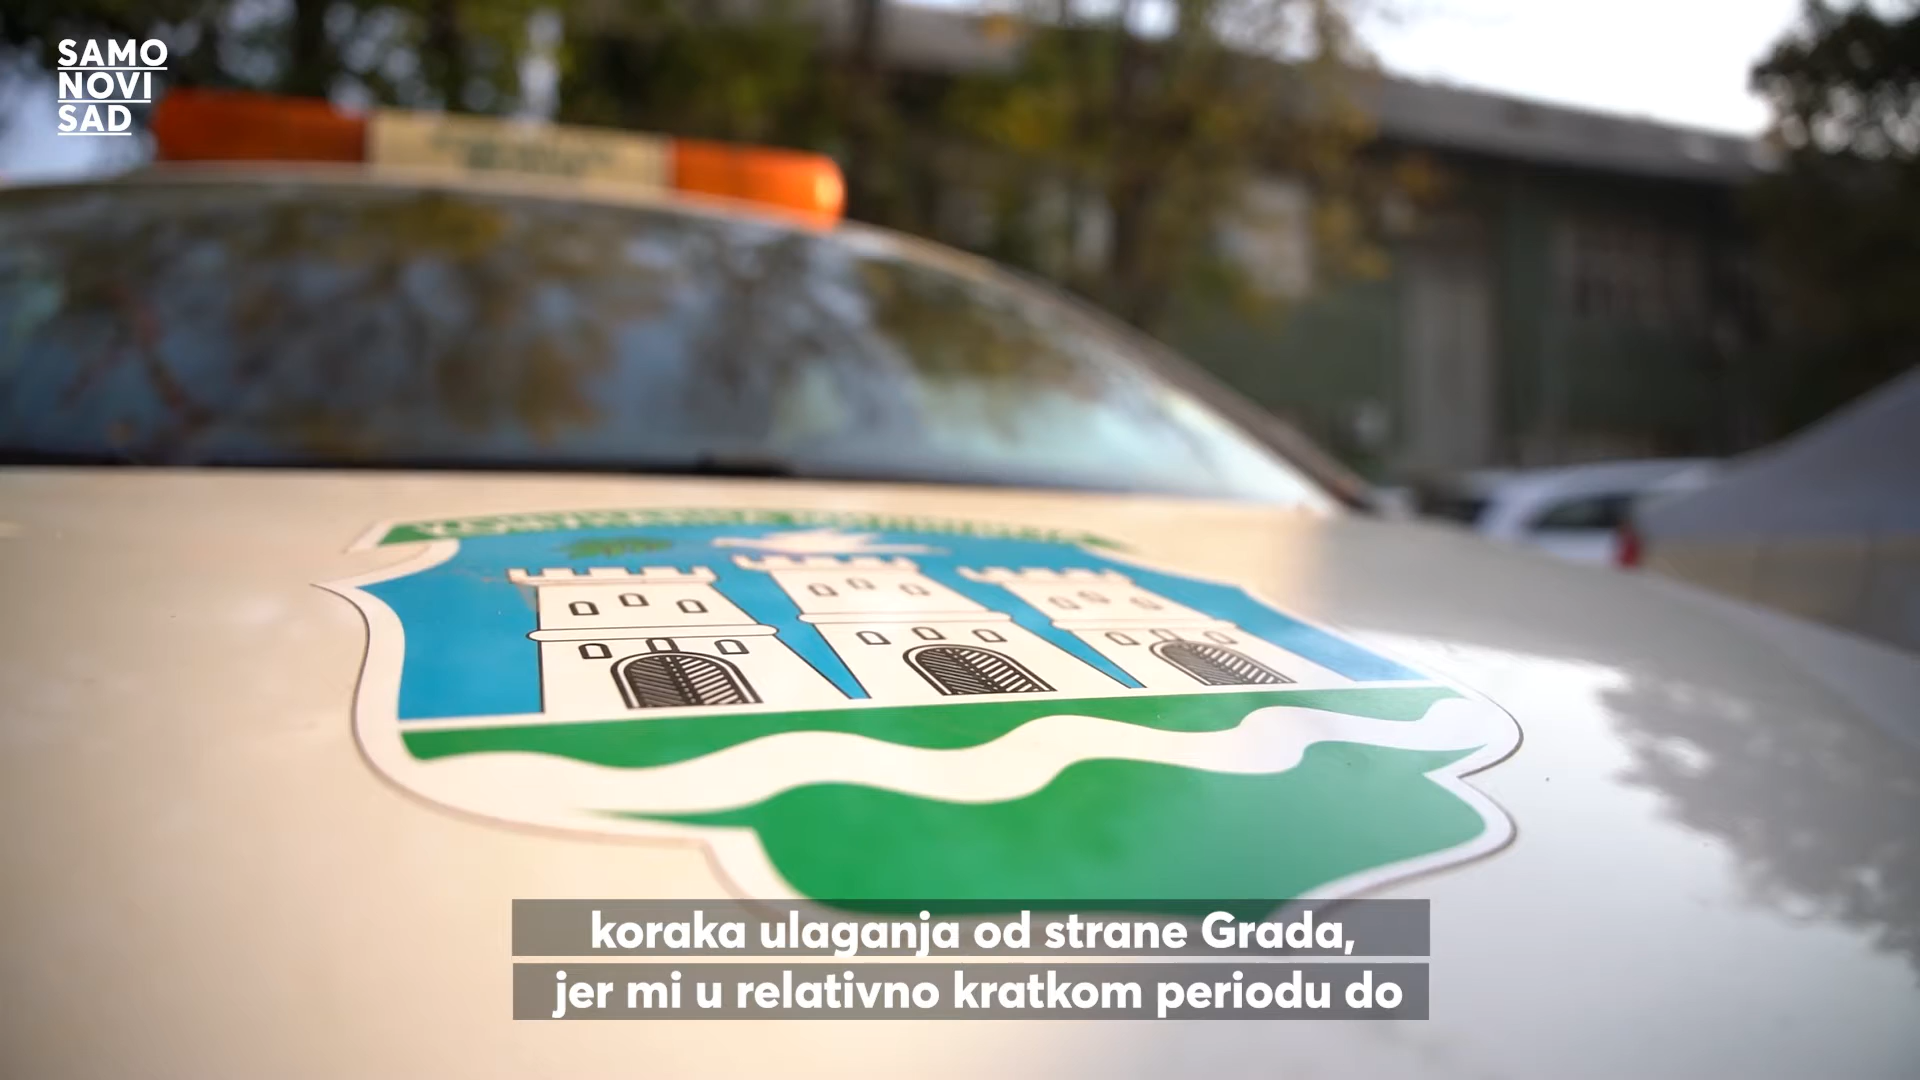 SAMO
NOVI
SAD
koraka ulaganja od strane Grada,
jer mi u relativno kratkom periodu do